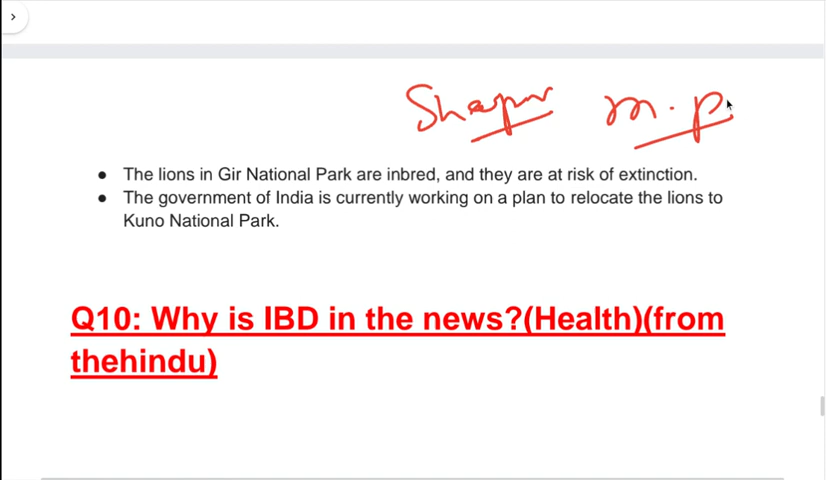 m.p.
● The lions in Gir National Park are inbred, and they are at risk of extinction.
● The government of India is currently working on a plan to relocate the lions to
Kuno National Park.
Q10: Why is IBD in the news?(Health)(from
thehindu)